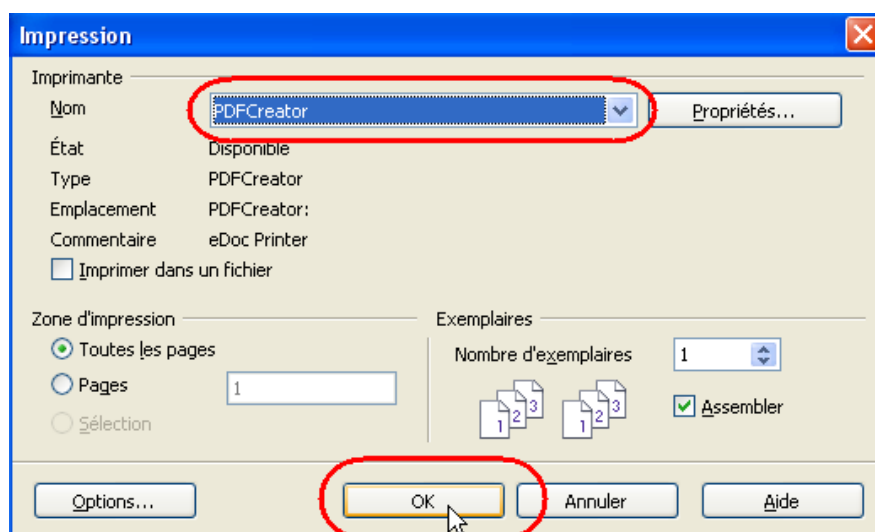 Impression
Imprimante
Nom PDFCreator Propriétés...
État Disponible
Type PDFCreator
Emplacement PDFCreator:
Commentaire eDoc Printer
Imprimer dans un fichier
Zone d'impression Exemplaires
Toutes les pages Nombre d'exemplaires 1
Pages 1 1 2 3 1 2 3 Assembler
Sélection
Options... OK Annuler Aide